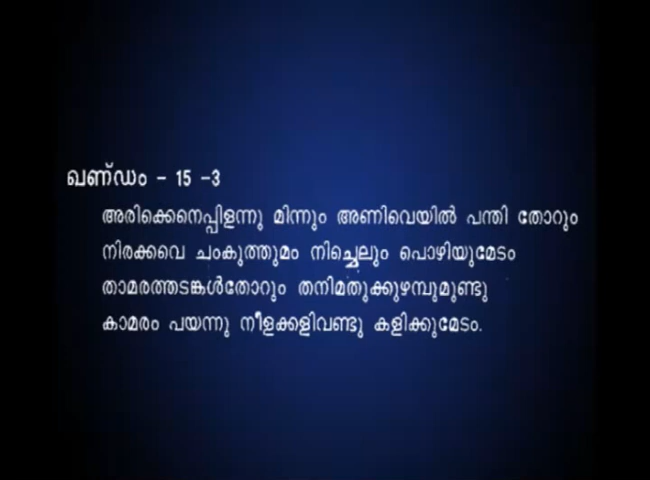 ഖണ്ഡം - 15 -3
അരിക്കെനെപ്പിളന്നു മിന്നും അണിവെയിൽ പന്തി തോറും
നിരക്കവെ ചംകുത്തുമം നിച്ചെലും പൊഴിയുമേടം
താമരത്തടങ്കൾതോറും തനിമതുക്കുഴമ്പുമുണ്ടു
കാമരം പയന്നു നീളക്കളിവണ്ടു കളിക്കുമേടം.